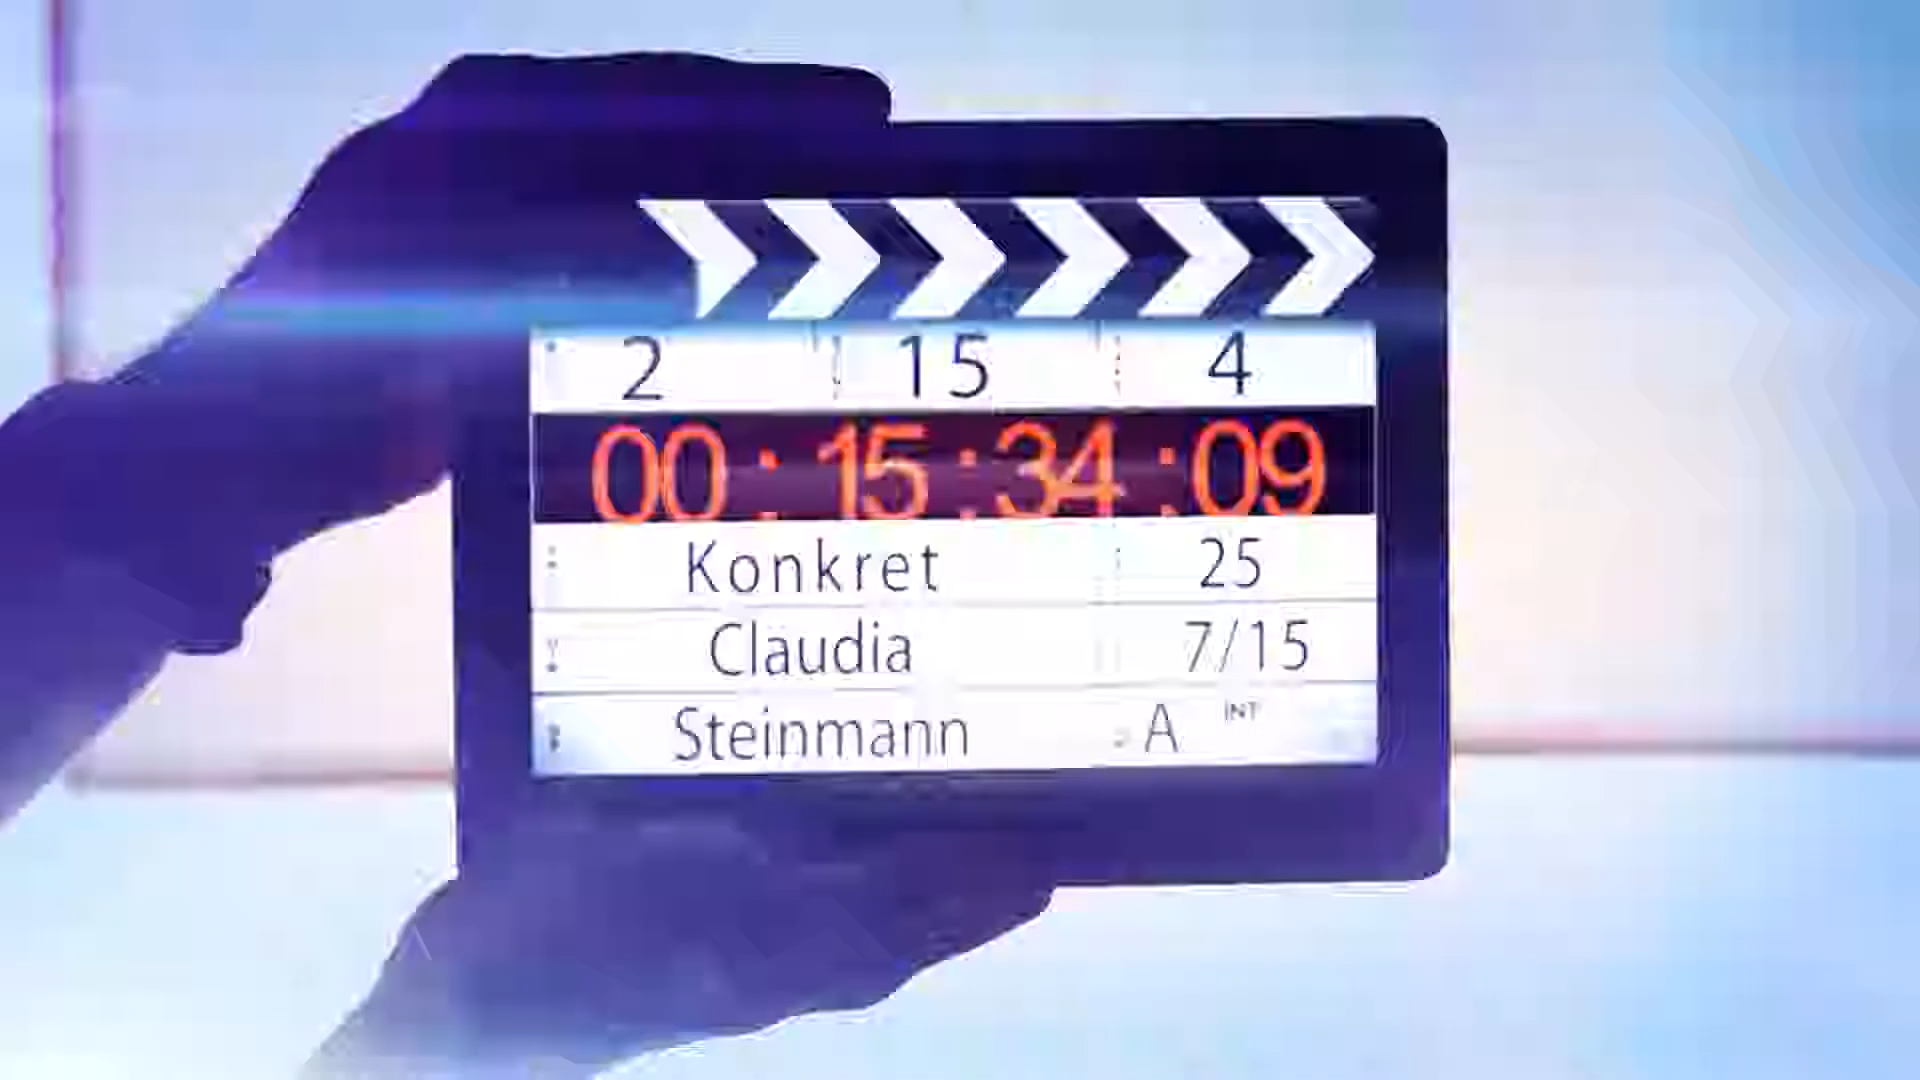 2 15 4
00:15:34:09
Konkret 25
Claudia 7/15
Steinmann A INT